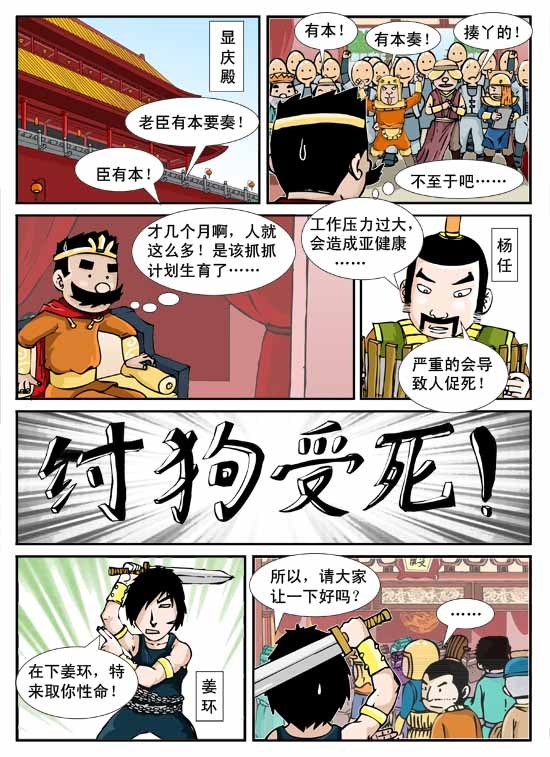 显庆殿
老臣有本要奏！
臣有本！
有本！
有本奏！
揍丫的！
不至于吧……
才几个月啊，人就
这么多！是该抓抓
计划生育了……
工作压力过大，
会造成亚健康
……
杨任
严重的会导
致人促死！
纣狗受死！
在下姜环，特
来取你性命！
姜环
所以，请大家
让一下好吗？
……